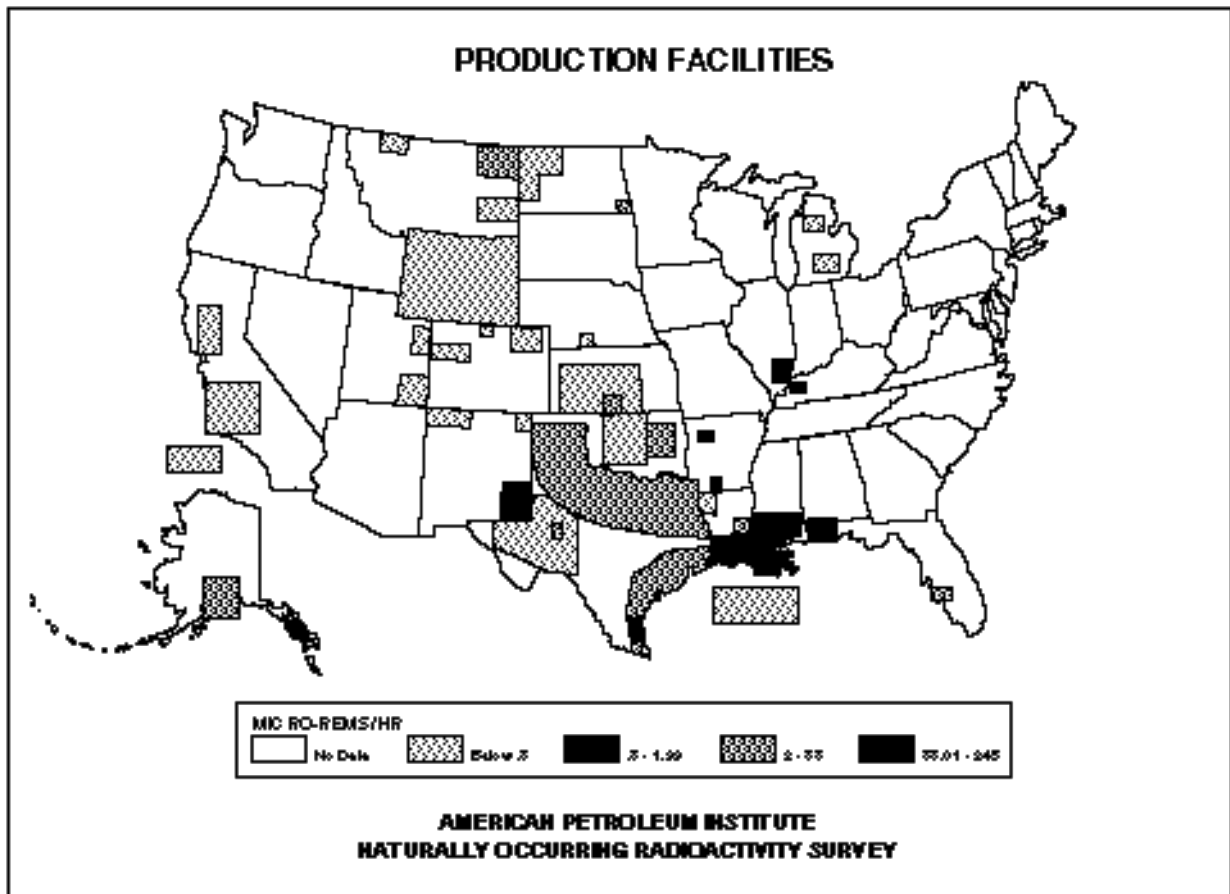 PRODUCTION FACILITIES
MICRO-REMS/HR
No Data
Below .5
.5 - 1.99
2 - 33
33.01 - 245
AMERICAN PETROLEUM INSTITUTE
NATURALLY OCCURRING RADIOACTIVITY SURVEY